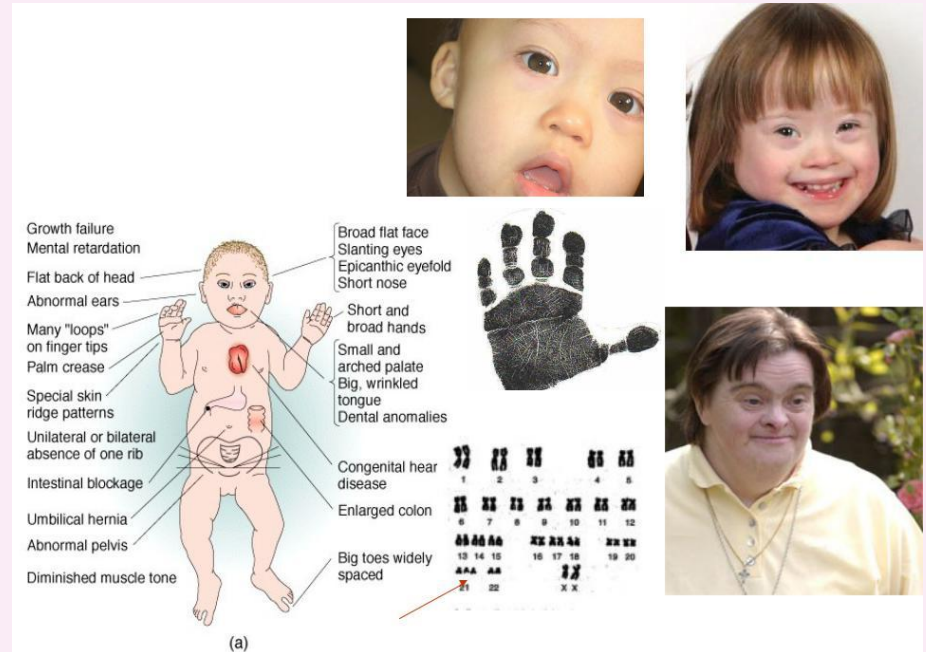 Growth failure
Mental retardation
Flat back of head
Abnormal ears
Many "loops"
on finger tips
Palm crease
Special skin
ridge patterns
Unilateral or bilateral
absence of one rib
Intestinal blockage
Umbilical hernia
Abnormal pelvis
Diminished muscle tone
Broad flat face
Slanting eyes
Epicanthic eyefold
Short nose
Short and
broad hands
Small and
arched palate
Big, wrinkled
tongue
Dental anomalies
Congenital hear
disease
Enlarged colon
Big toes widely
spaced
(a)
1 2 3 4 5
6 7 8 9 10 11 12
13 14 15 16 17 18 19 20
21 22 X X